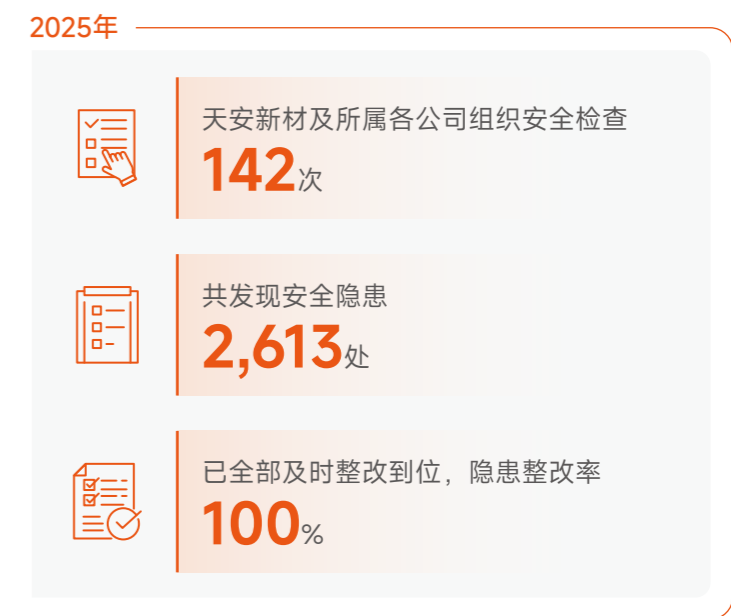 2025年
天安新材及所属各公司组织安全检查
142次
共发现安全隐患
2,613处
已全部及时整改到位，隐患整改率
100%